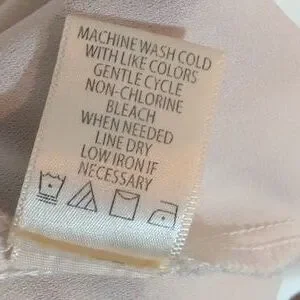 MACHINE WASH COLD
WITH LIKE COLORS
GENTLE CYCLE
NON-CHLORINE
BLEACH
WHEN NEEDED
LINE DRY
LOW IRON IF
NECESSARY